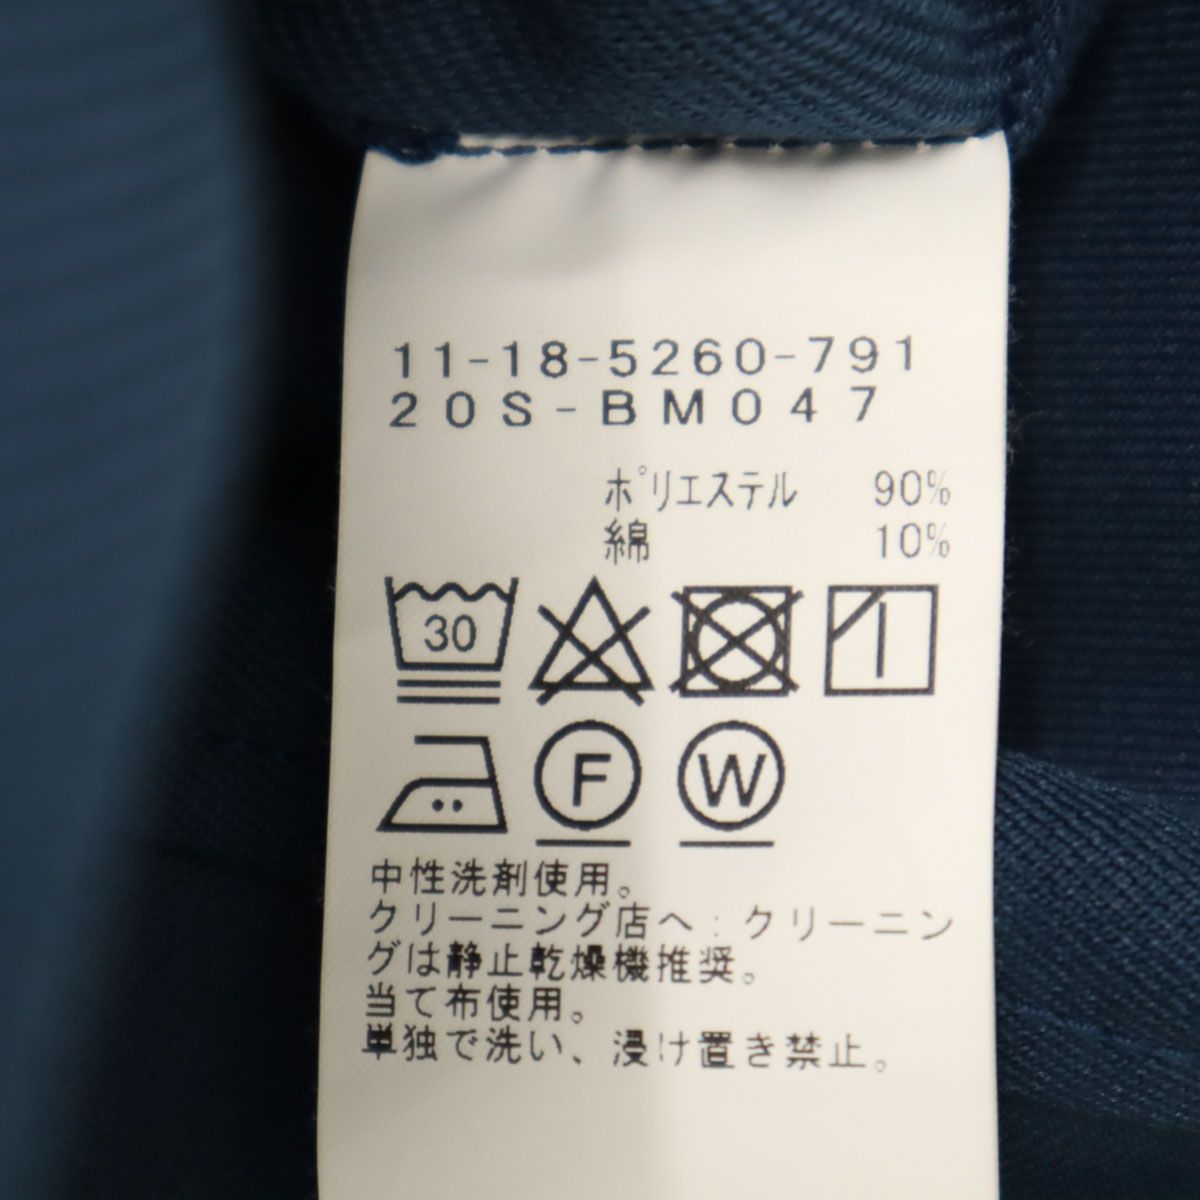 11-18-5260-791
20S-BM047
ポリエステル 90%
綿 10%
30
F W
中性洗剤使用。
クリーニング店へ:クリーニン
グは静止乾燥機推奨。
当て布使用。
単独で洗い、浸け置き禁止。